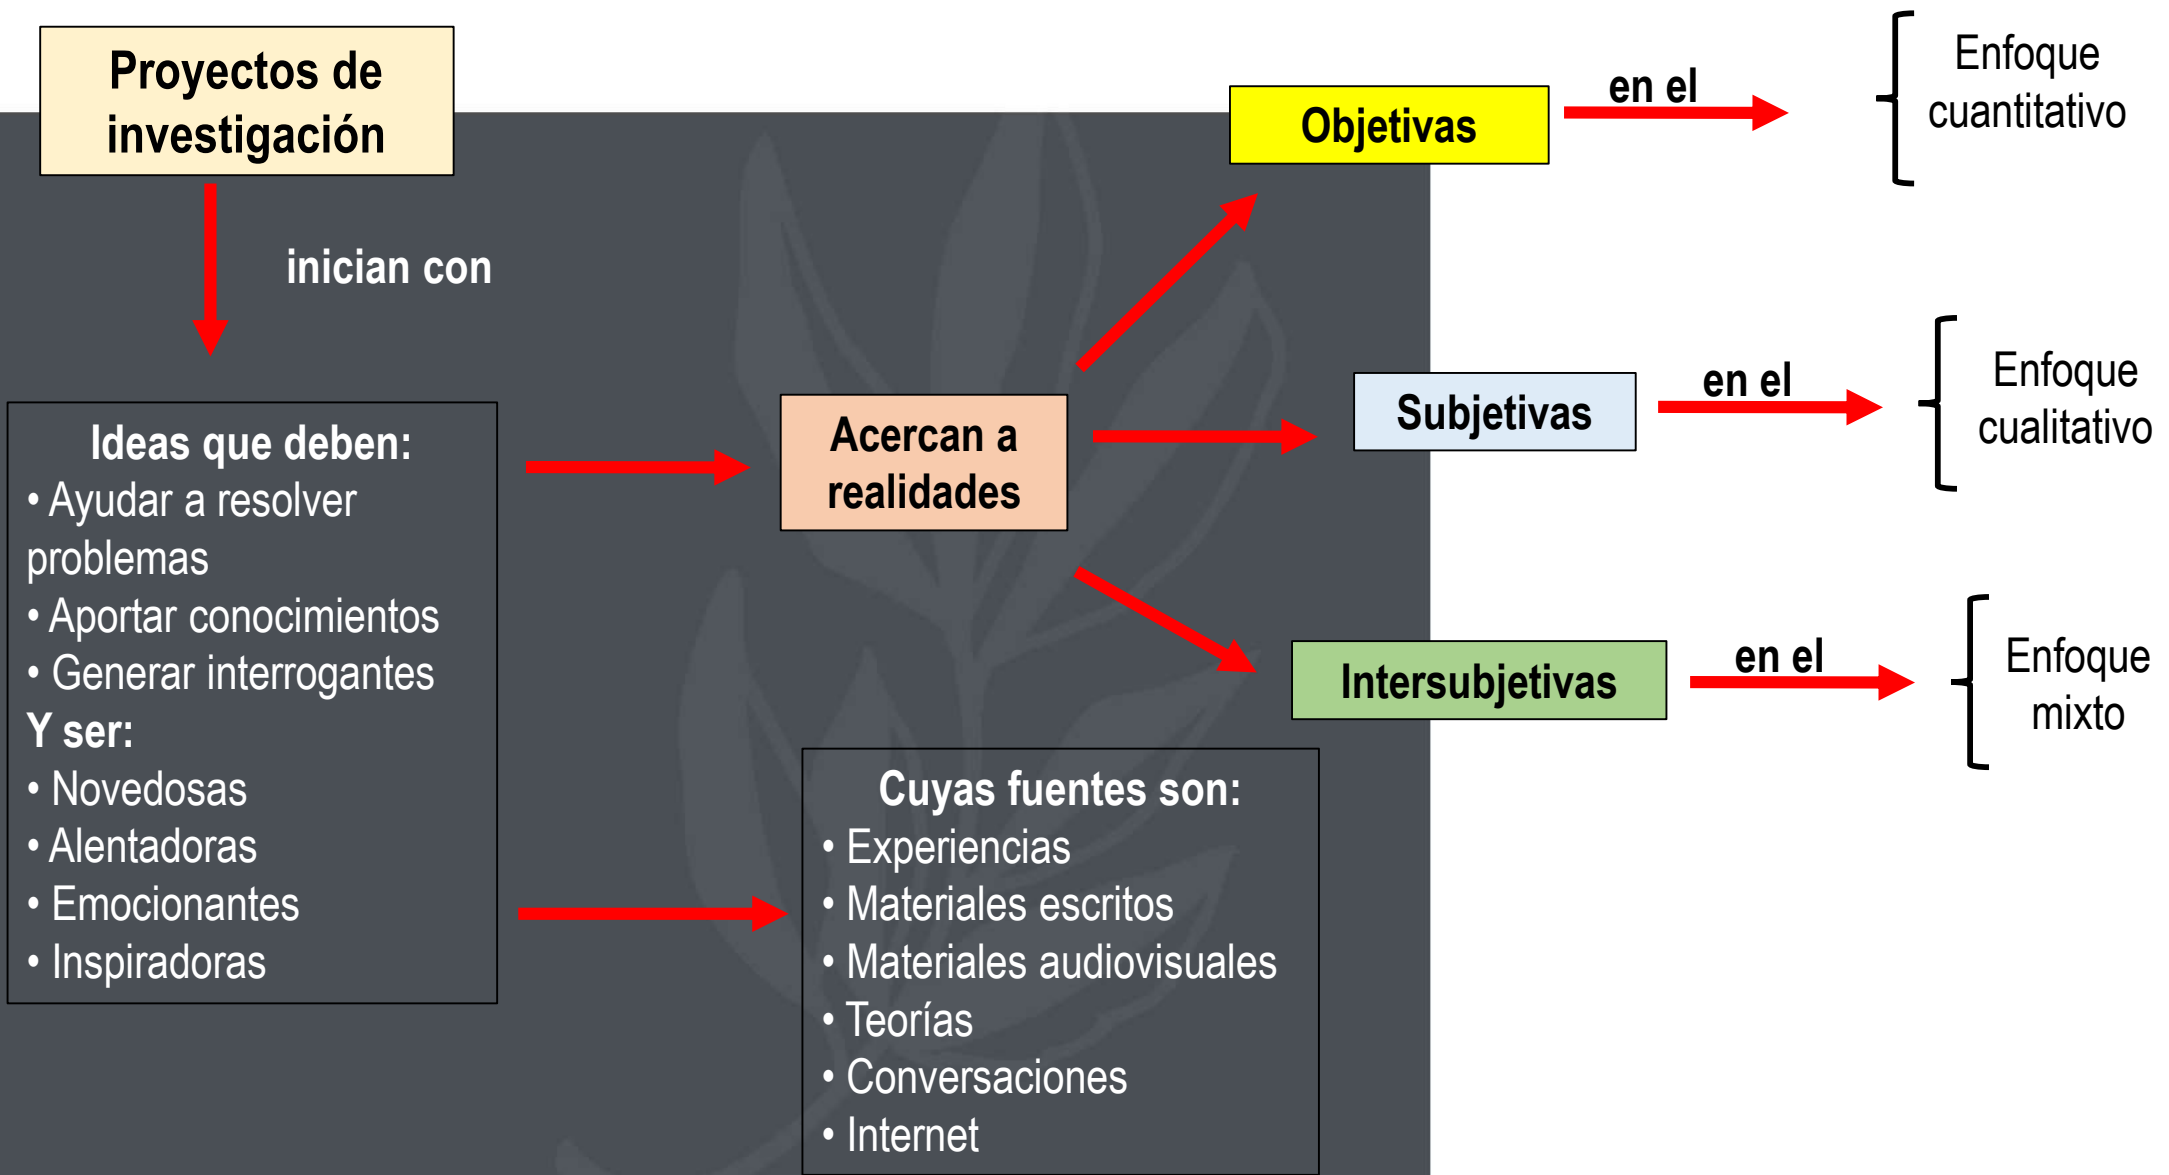 Proyectos de
investigación
inician con
Ideas que deben:
• Ayudar a resolver
problemas
• Aportar conocimientos
• Generar interrogantes
Y ser:
• Novedosas
• Alentadoras
• Emocionantes
• Inspiradoras
Acercan a
realidades
Objetivas
en el
Enfoque
cuantitativo
Subjetivas
en el
Enfoque
cualitativo
Intersubjetivas
en el
Enfoque
mixto
Cuyas fuentes son:
• Experiencias
• Materiales escritos
• Materiales audiovisuales
• Teorías
• Conversaciones
• Internet